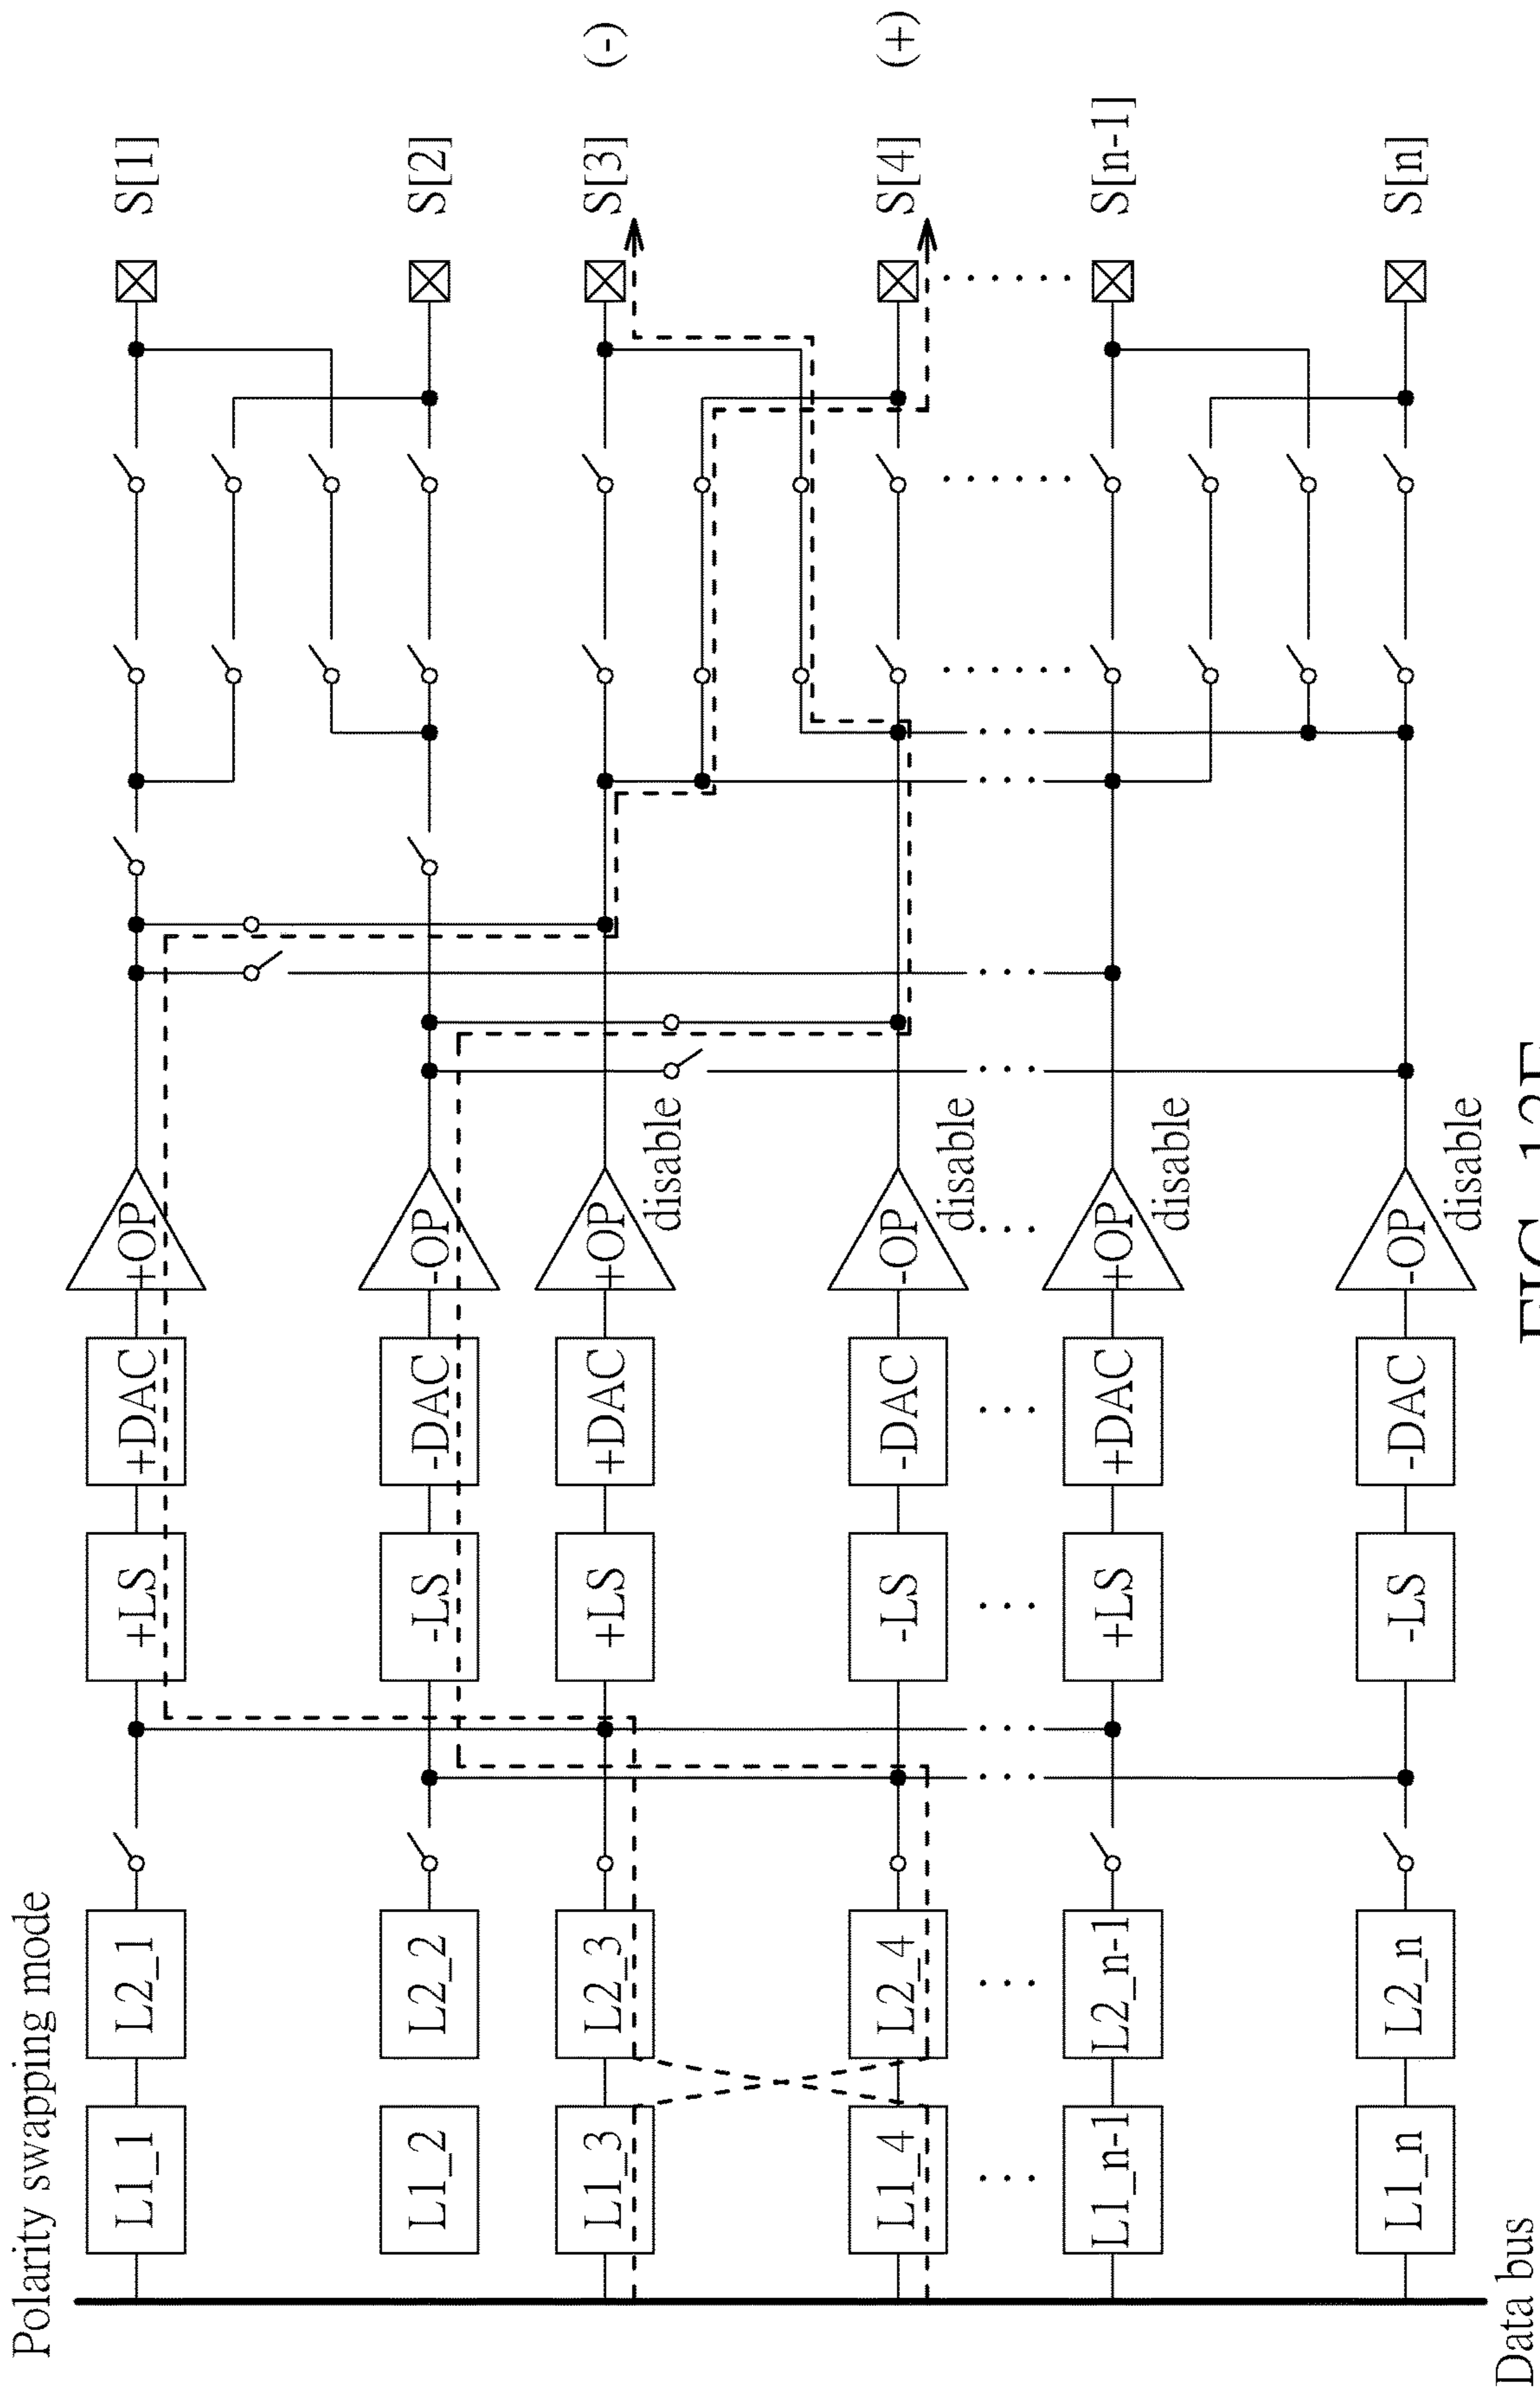 Polarity swapping mode
L1_1 L2_1 +LS +DAC +OP S[1]
L1_2 L2_2 -LS -DAC -OP S[2]
L1_3 L2_3 +LS +DAC +OP S[3] (-)
disable
L1_4 L2_4 -LS -DAC -OP S[4] (+)
disable
L1_n-1 L2_n-1 +LS +DAC +OP S[n-1]
disable
L1_n L2_n -LS -DAC -OP S[n]
disable
Data bus